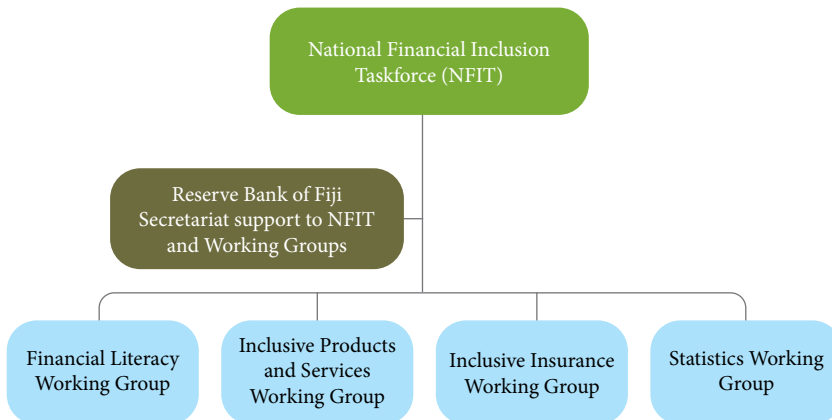 National Financial Inclusion
Taskforce (NFIT)
Reserve Bank of Fiji
Secretariat support to NFIT
and Working Groups
Financial Literacy
Working Group
Inclusive Products
and Services
Working Group
Inclusive Insurance
Working Group
Statistics Working
Group